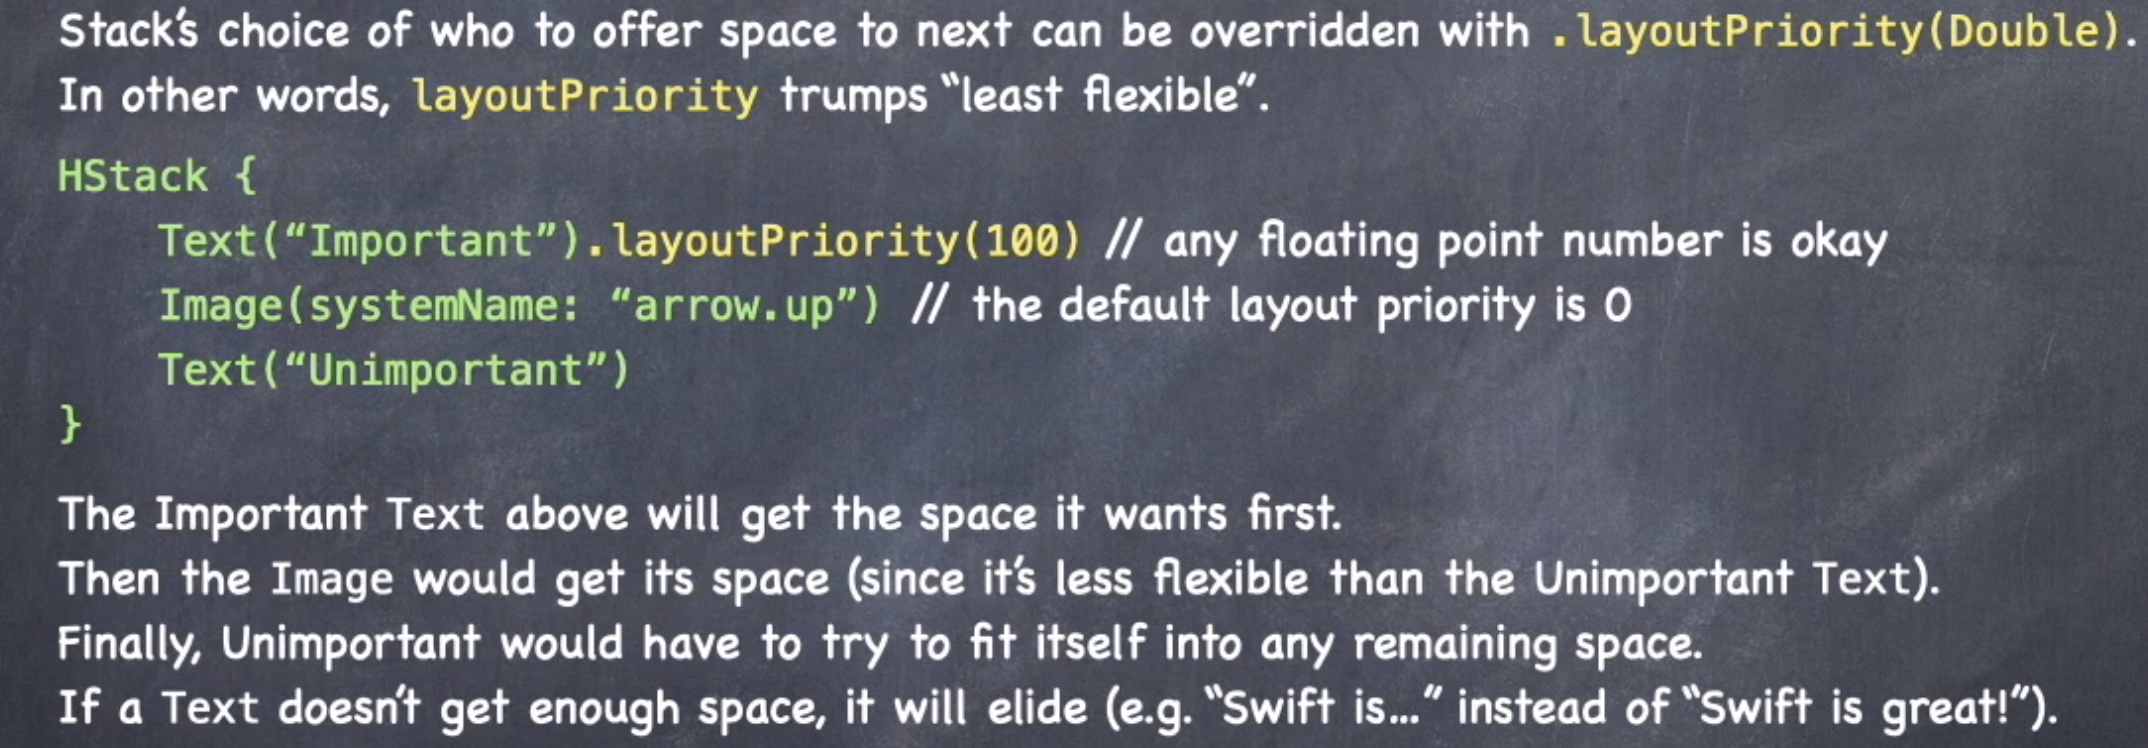 Stack’s choice of who to offer space to next can be overridden with .layoutPriority(Double).
In other words, layoutPriority trumps “least flexible”.
HStack {
    Text(“Important”).layoutPriority(100) // any floating point number is okay
    Image(systemName: “arrow.up”) // the default layout priority is 0
    Text(“Unimportant”)
}
The Important Text above will get the space it wants first.
Then the Image would get its space (since it’s less flexible than the Unimportant Text).
Finally, Unimportant would have to try to fit itself into any remaining space.
If a Text doesn’t get enough space, it will elide (e.g. “Swift is…” instead of “Swift is great!”).